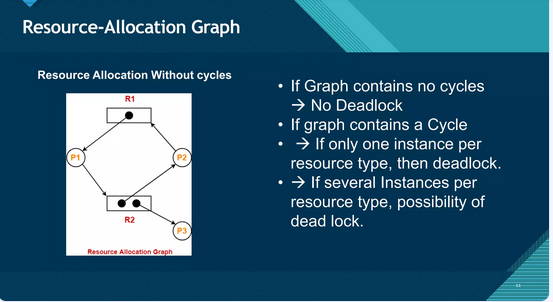 Resource-Allocation Graph
Resource Allocation Without cycles
R1
P1
P2
R2
P3
Resource Allocation Graph
• If Graph contains no cycles
→ No Deadlock
• If graph contains a Cycle
• → If only one instance per
resource type, then deadlock.
• → If several Instances per
resource type, possibility of
dead lock.
13